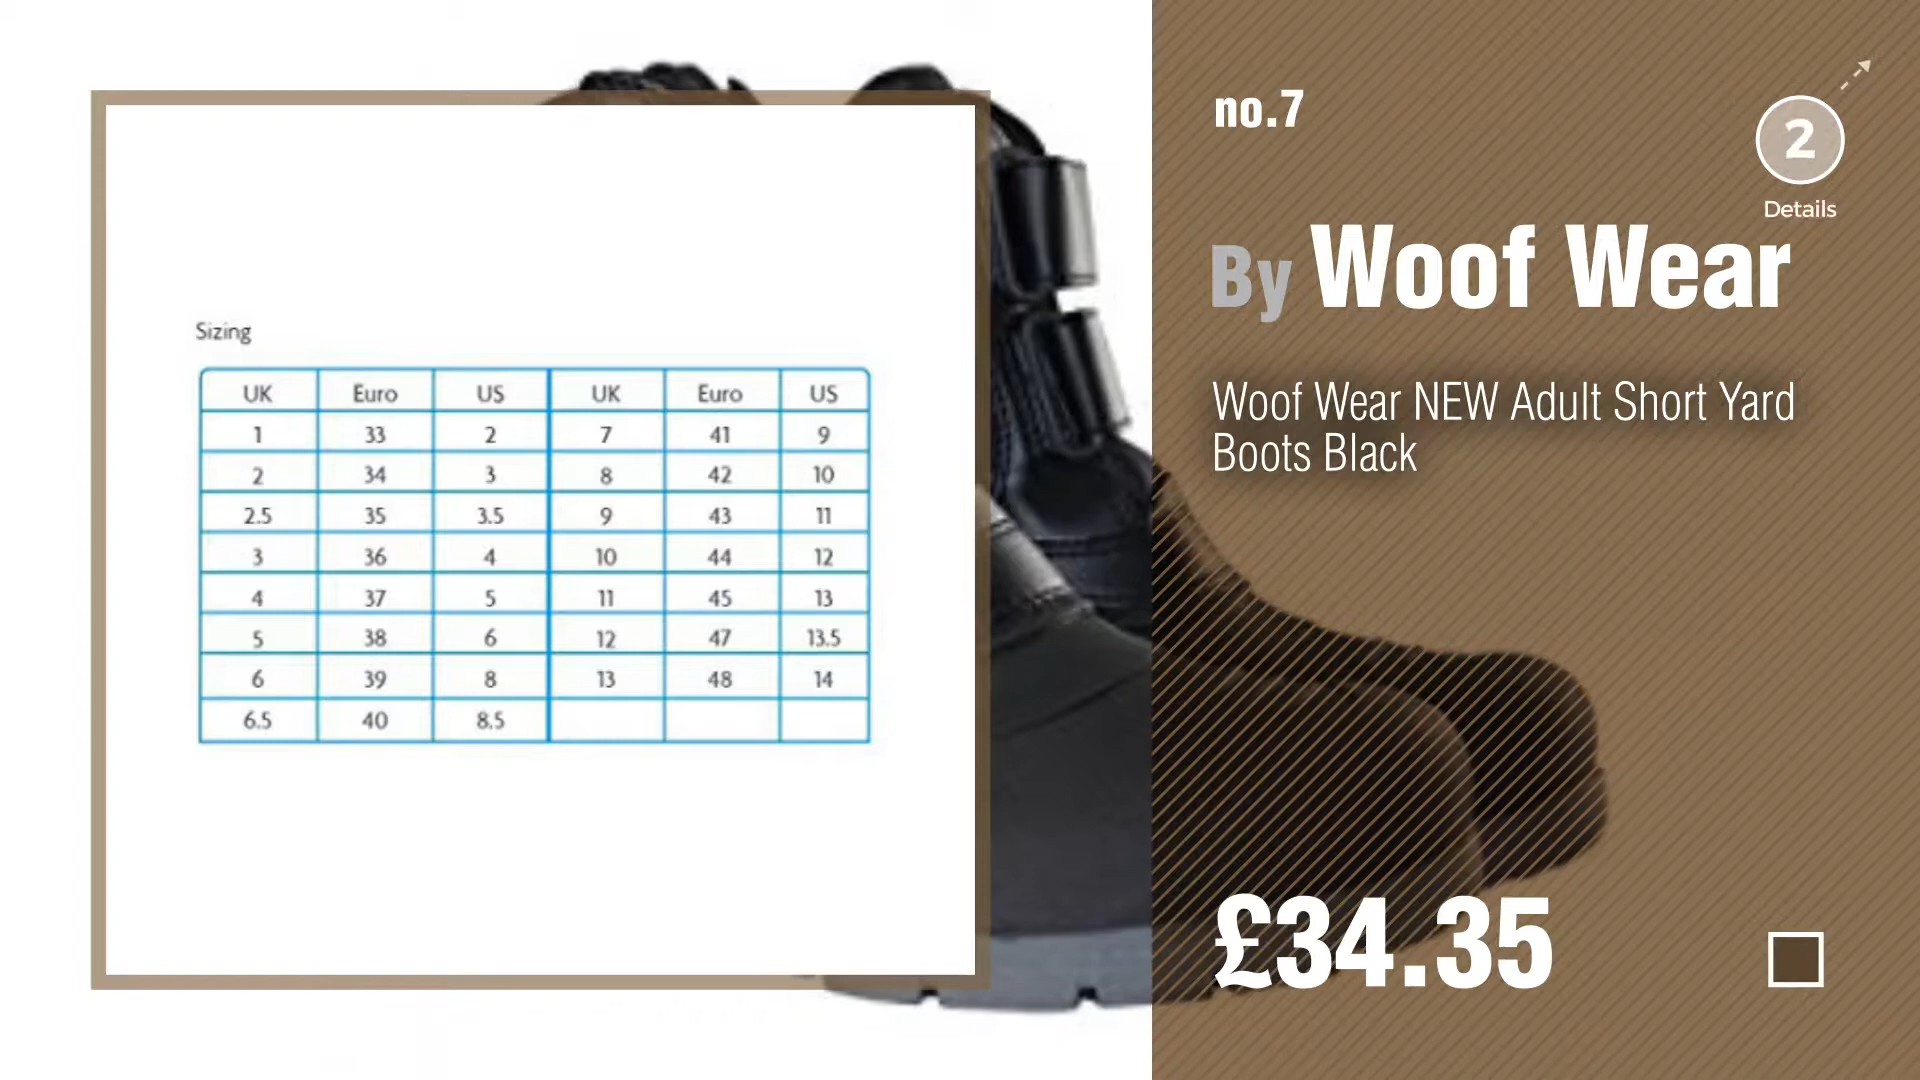 Sizing
UK Euro US UK Euro US
1 33 2 7 41 9
2 34 3 8 42 10
2.5 35 3.5 9 43 11
3 36 4 10 44 12
4 37 5 11 45 13
5 38 6 12 47 13.5
6 39 8 13 48 14
6.5 40 8.5
no.7
2
Details
By Woof Wear
Woof Wear NEW Adult Short Yard
Boots Black
£34.35